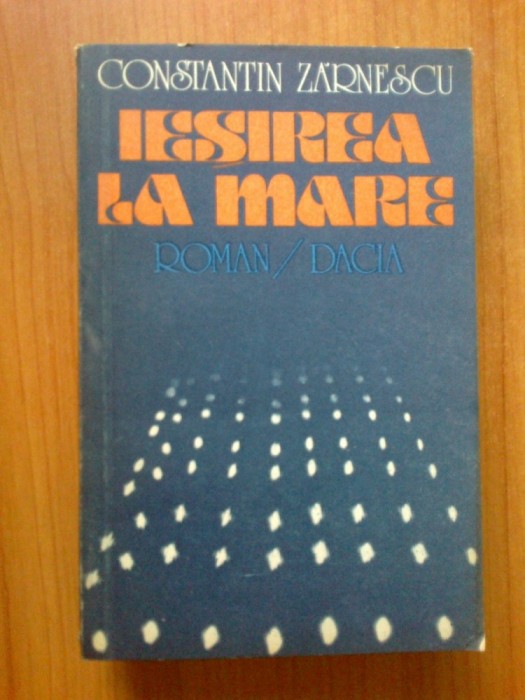 CONSTANTIN ZĂRNESCU
IEȘIREA
LA MARE
ROMAN / DACIA